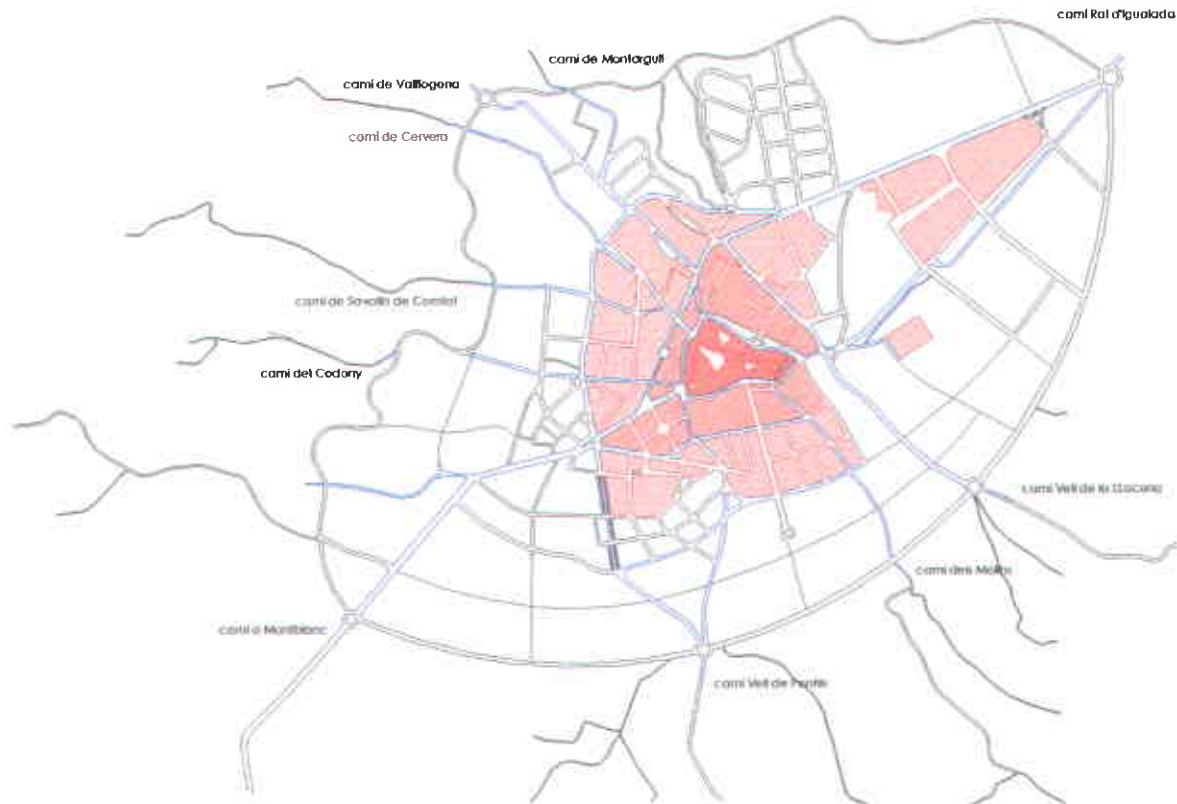 camí Ral d'Igualada
camí de Montargull
camí de Vallfogona
camí de Cervera
camí de Savallà de Comtat
camí del Codony
camí Vell de la Llacuna
camí dels Molins
camí a Montblanc
camí Vell de